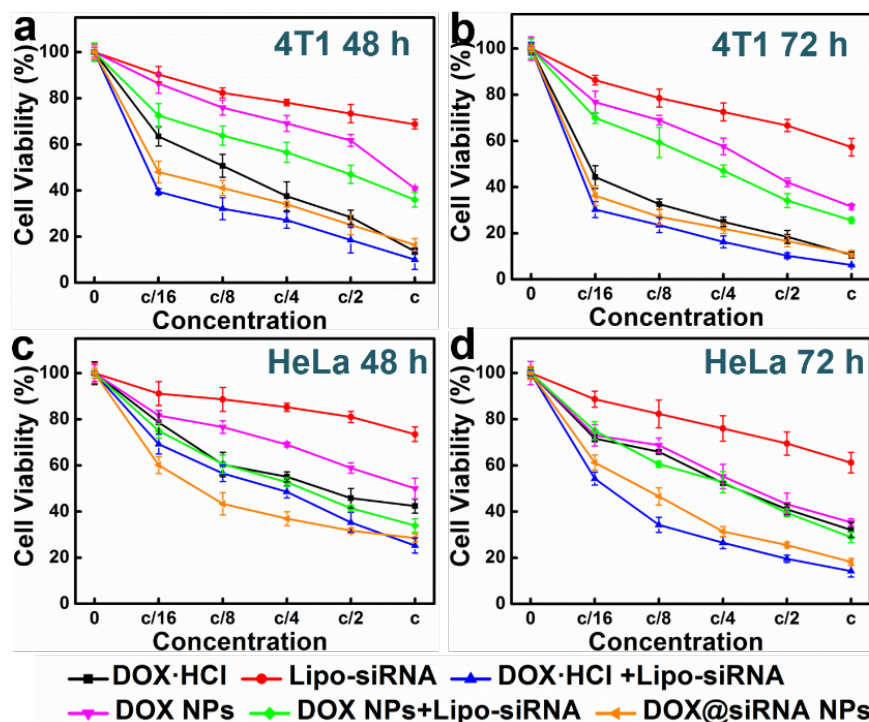 a
4T1 48 h
Cell Viability (%)
100
80
60
40
20
0
0 c/16 c/8 c/4 c/2 c
Concentration
b
4T1 72 h
Cell Viability (%)
100
80
60
40
20
0
0 c/16 c/8 c/4 c/2 c
Concentration
c
HeLa 48 h
Cell Viability (%)
100
80
60
40
20
0
0 c/16 c/8 c/4 c/2 c
Concentration
d
HeLa 72 h
Cell Viability (%)
100
80
60
40
20
0
0 c/16 c/8 c/4 c/2 c
Concentration
DOX·HCl Lipo-siRNA DOX·HCl +Lipo-siRNA
DOX NPs DOX NPs+Lipo-siRNA DOX@siRNA NPs